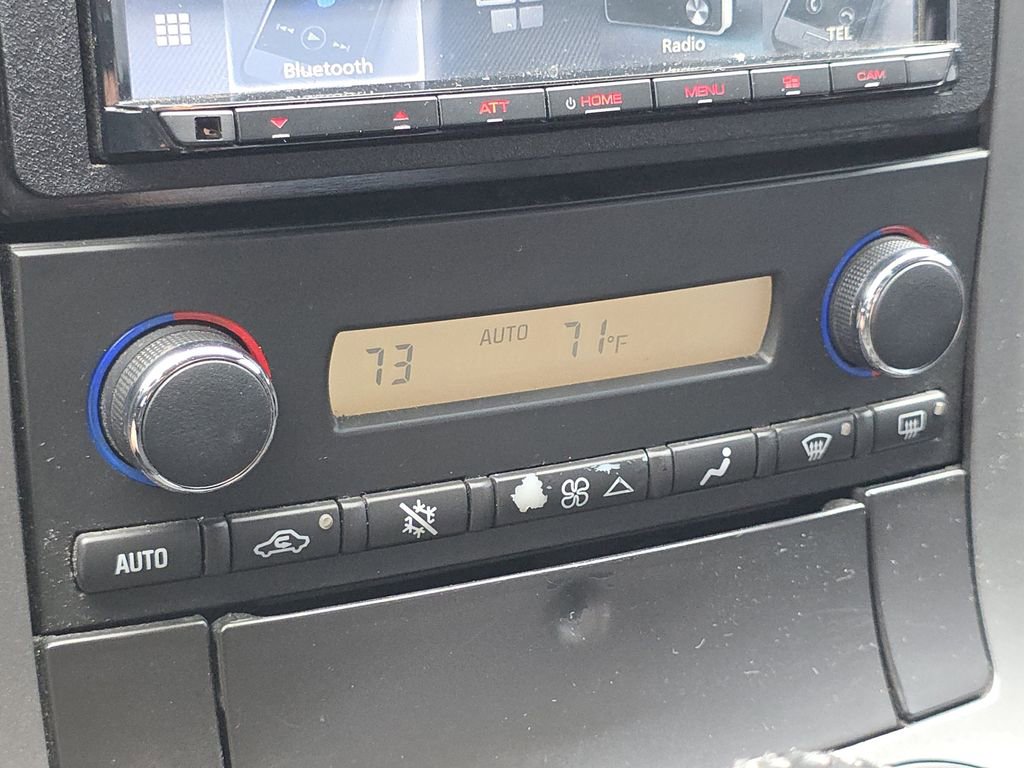 Bluetooth
Radio
TEL
ATT
HOME
MENU
CAM
73 AUTO 71°F
AUTO